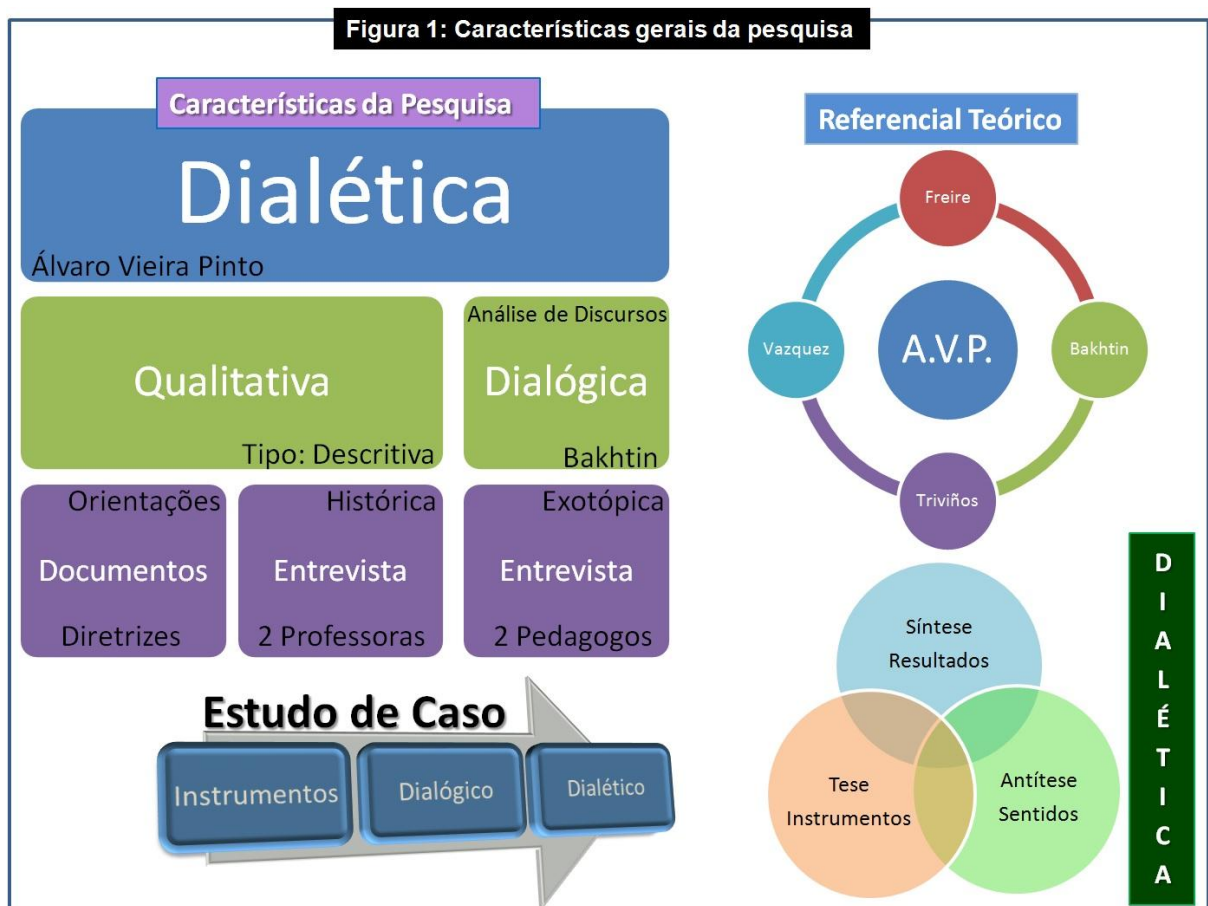 Figura 1: Características gerais da pesquisa
Características da Pesquisa
Dialética
Álvaro Vieira Pinto
Qualitativa
Tipo: Descritiva
Análise de Discursos
Dialógica
Bakhtin
Orientações
Documentos
Diretrizes
Histórica
Entrevista
2 Professoras
Exotópica
Entrevista
2 Pedagogos
Estudo de Caso
Instrumentos
Dialógico
Dialético
Referencial Teórico
Freire
Vazquez
A.V.P.
Bakhtin
Triviños
Síntese
Resultados
Tese
Instrumentos
Antítese
Sentidos
D
I
A
L
É
T
I
C
A